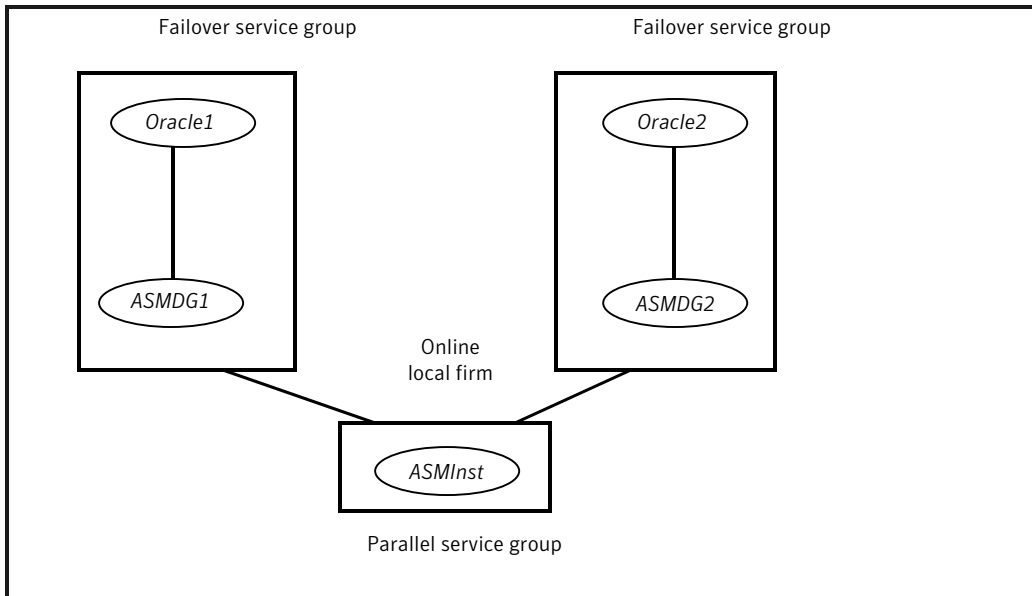 Failover service group
Failover service group
Oracle1
Oracle2
ASMDG1
ASMDG2
Online
local firm
ASMInst
Parallel service group